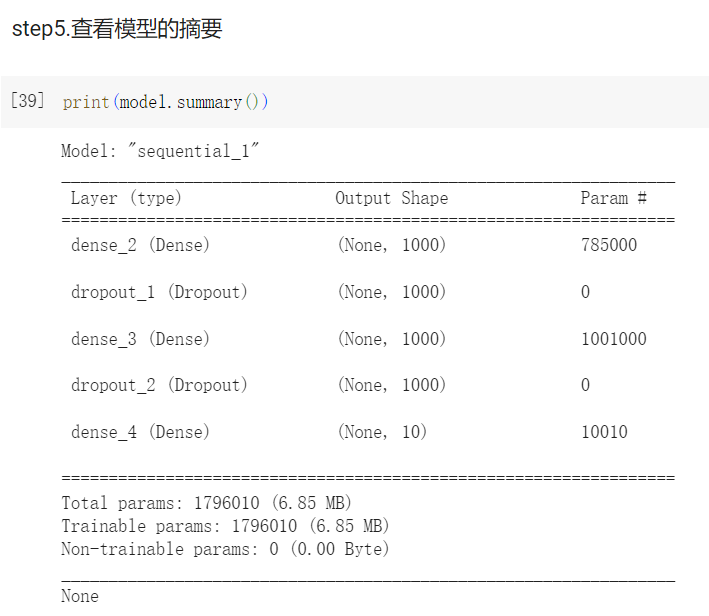 step5.查看模型的摘要
[39] print(model.summary())
Model: "sequential_1"
_________________________________________________________________
Layer (type) Output Shape Param #
=================================================================
dense_2 (Dense) (None, 1000) 785000
dropout_1 (Dropout) (None, 1000) 0
dense_3 (Dense) (None, 1000) 1001000
dropout_2 (Dropout) (None, 1000) 0
dense_4 (Dense) (None, 10) 10010
=================================================================
Total params: 1796010 (6.85 MB)
Trainable params: 1796010 (6.85 MB)
Non-trainable params: 0 (0.00 Byte)
_________________________________________________________________
None